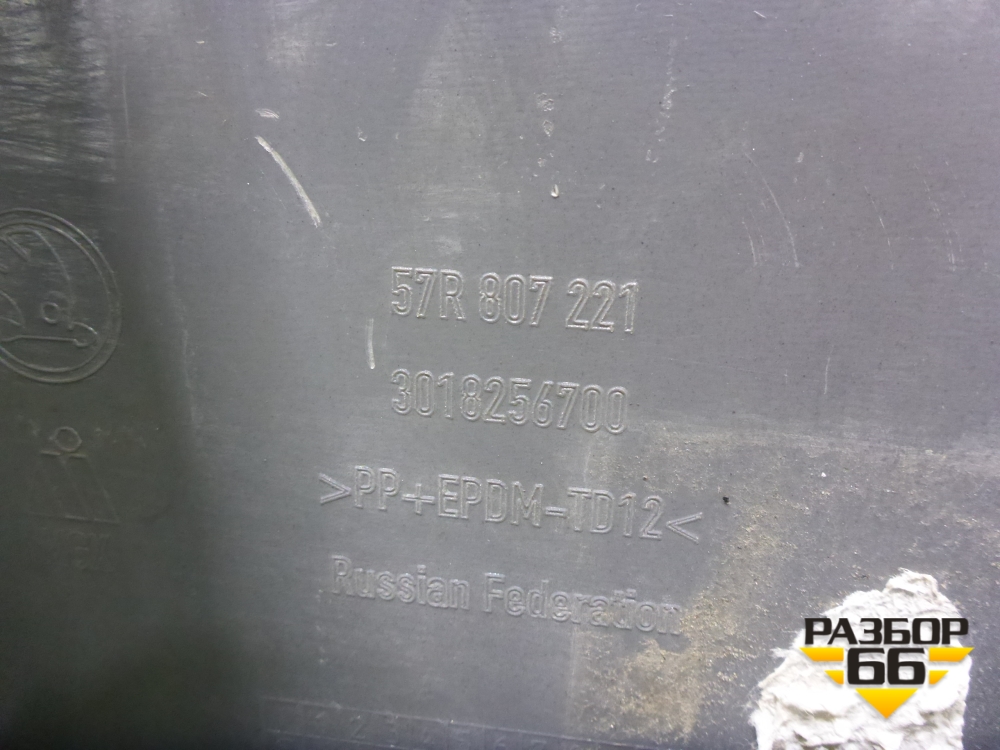 57R 807 221
3018256700
>PP+EPDM-TD12<
Russian Federation
РАЗБОР
66